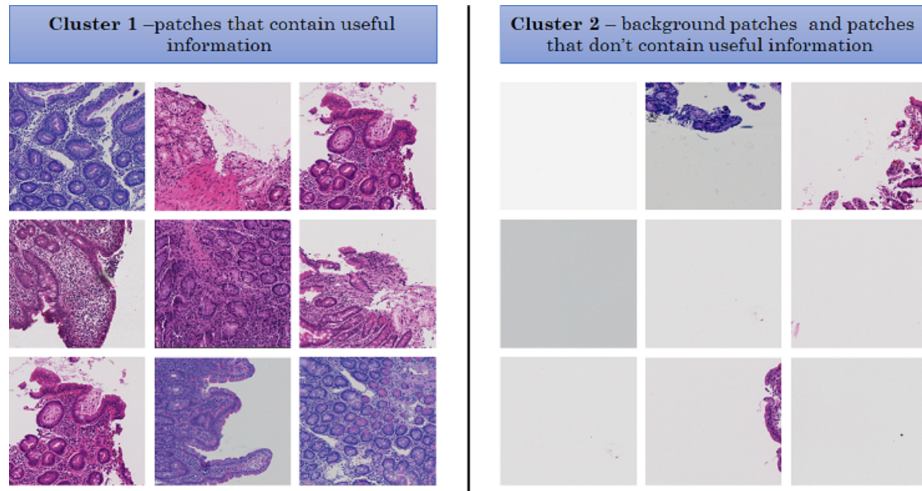 Cluster 1 –patches that contain useful
information
Cluster 2 – background patches and patches
that don't contain useful information